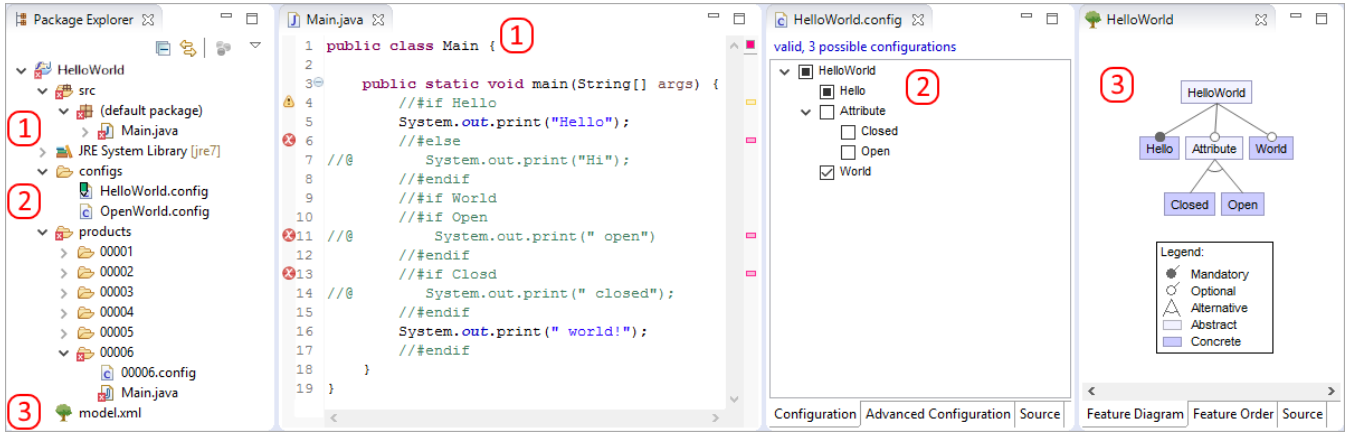 Package Explorer
1
HelloWorld
src
(default package)
Main.java
JRE System Library [jre7]
2
configs
HelloWorld.config
OpenWorld.config
products
00001
00002
00003
00004
00005
00006
00006.config
Main.java
3
model.xml
Main.java
1
1 public class Main {
2
3 public static void main(String[] args) {
4 //#if Hello
5 System.out.print("Hello");
6 //#else
7 //@ System.out.print("Hi");
8 //#endif
9 //#if World
10 //#if Open
11 //@ System.out.print(" open")
12 //#endif
13 //#if Closd
14 //@ System.out.print(" closed");
15 //#endif
16 System.out.print(" world!");
17 //#endif
18 }
19 }
HelloWorld.config
valid, 3 possible configurations
2
HelloWorld
Hello
Attribute
Closed
Open
World
Configuration Advanced Configuration Source
HelloWorld
3
HelloWorld
Hello Attribute World
Closed Open
Legend:
Mandatory
Optional
Alternative
Abstract
Concrete
Feature Diagram Feature Order Source